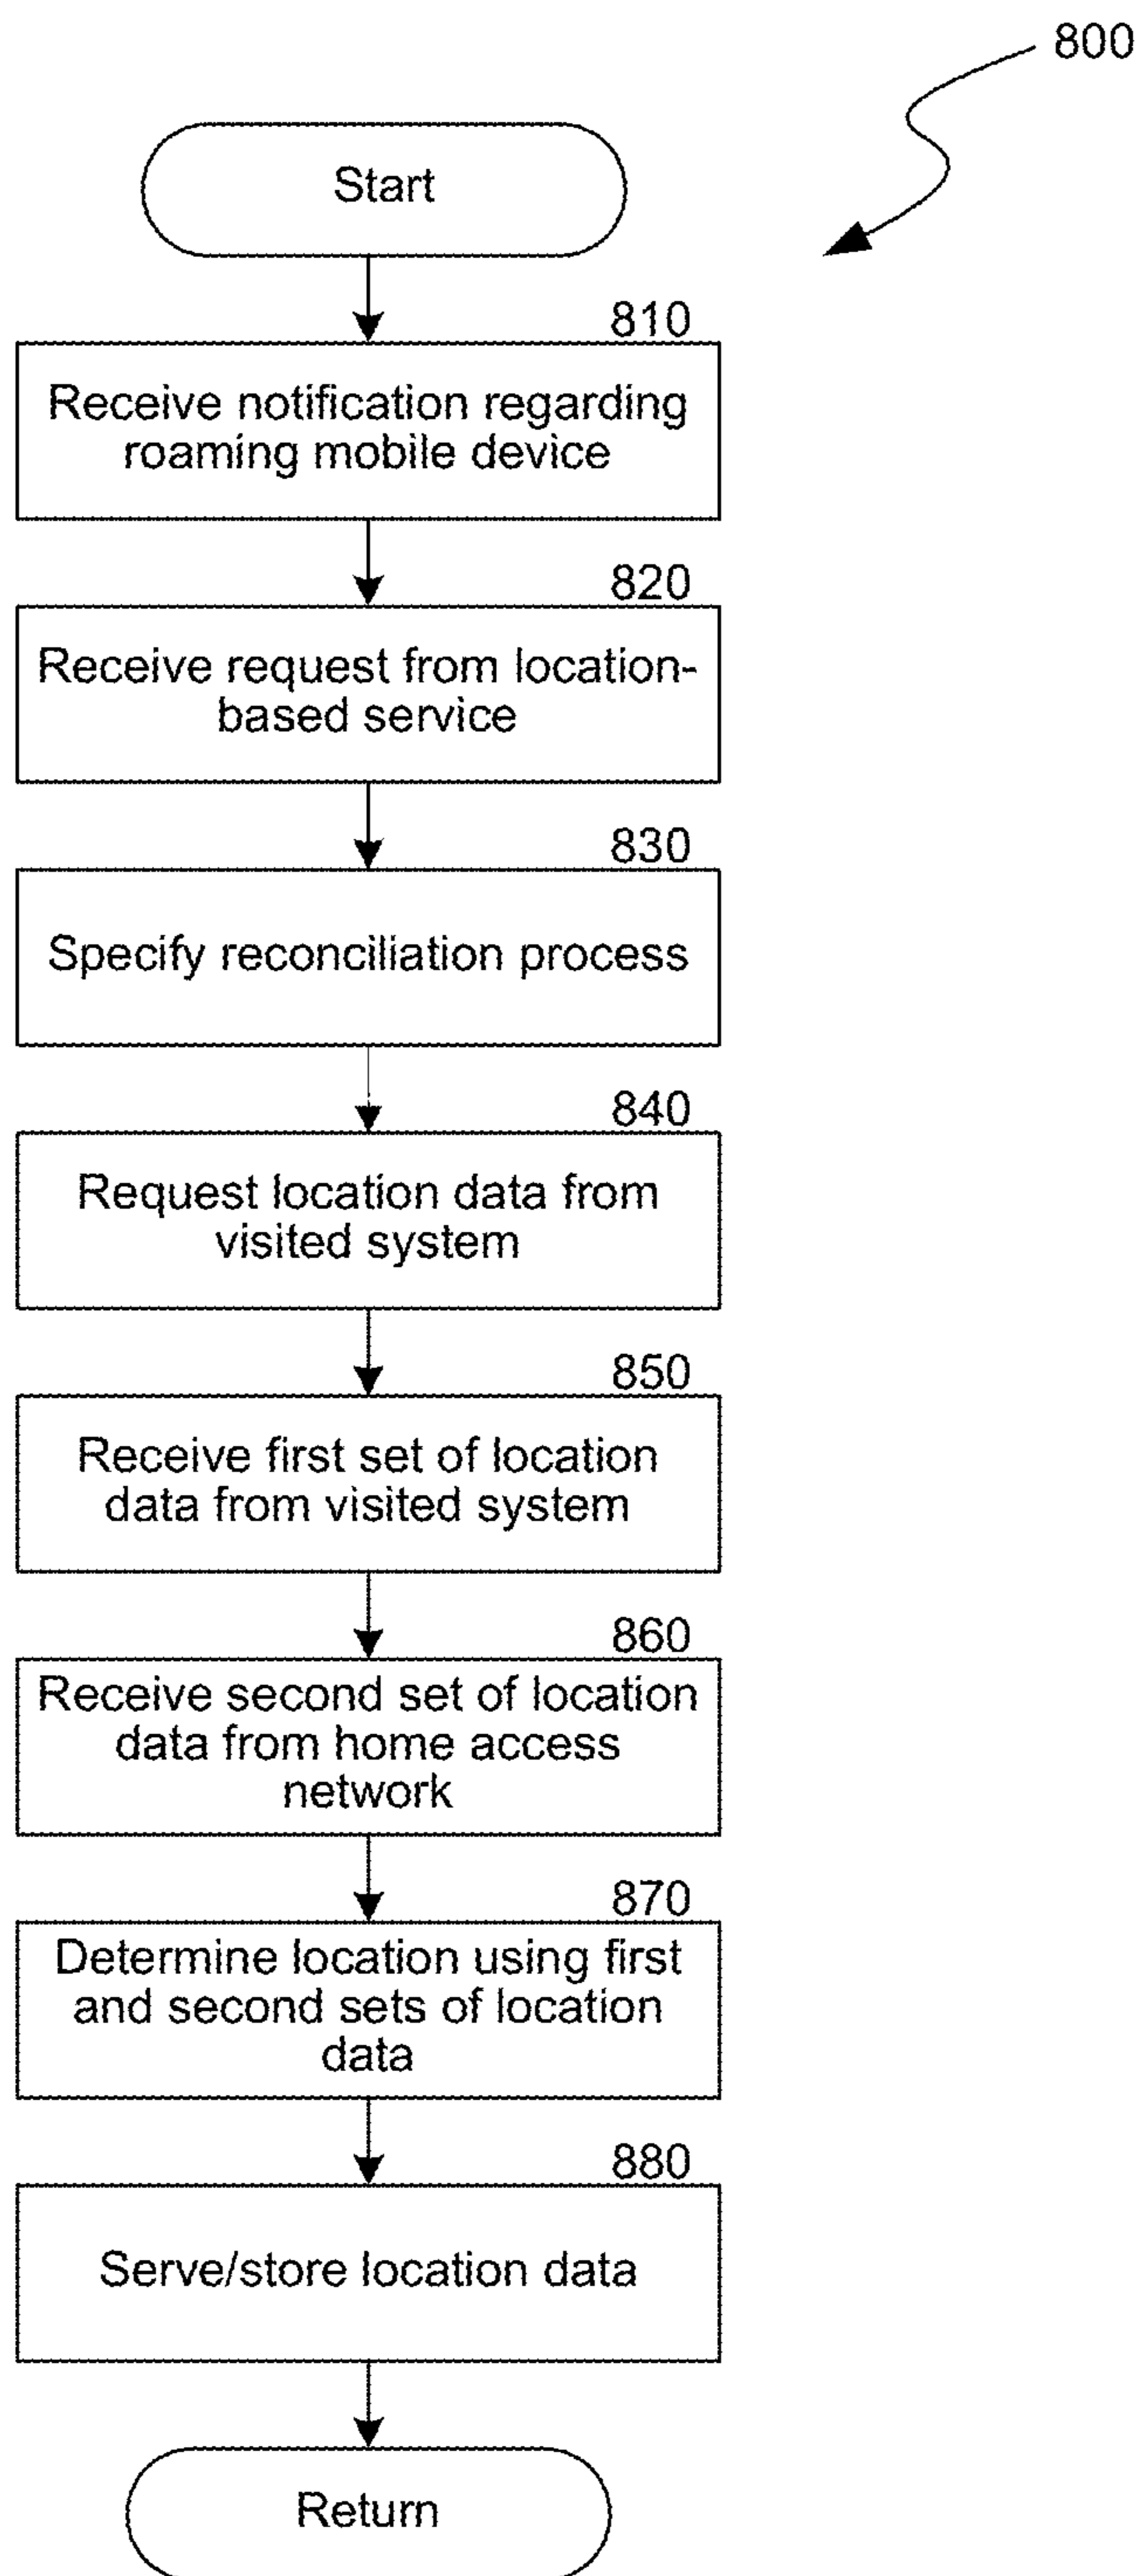 800
Start
810
Receive notification regarding
roaming mobile device
820
Receive request from location-
based service
830
Specify reconciliation process
840
Request location data from
visited system
850
Receive first set of location
data from visited system
860
Receive second set of location
data from home access
network
870
Determine location using first
and second sets of location
data
880
Serve/store location data
Return